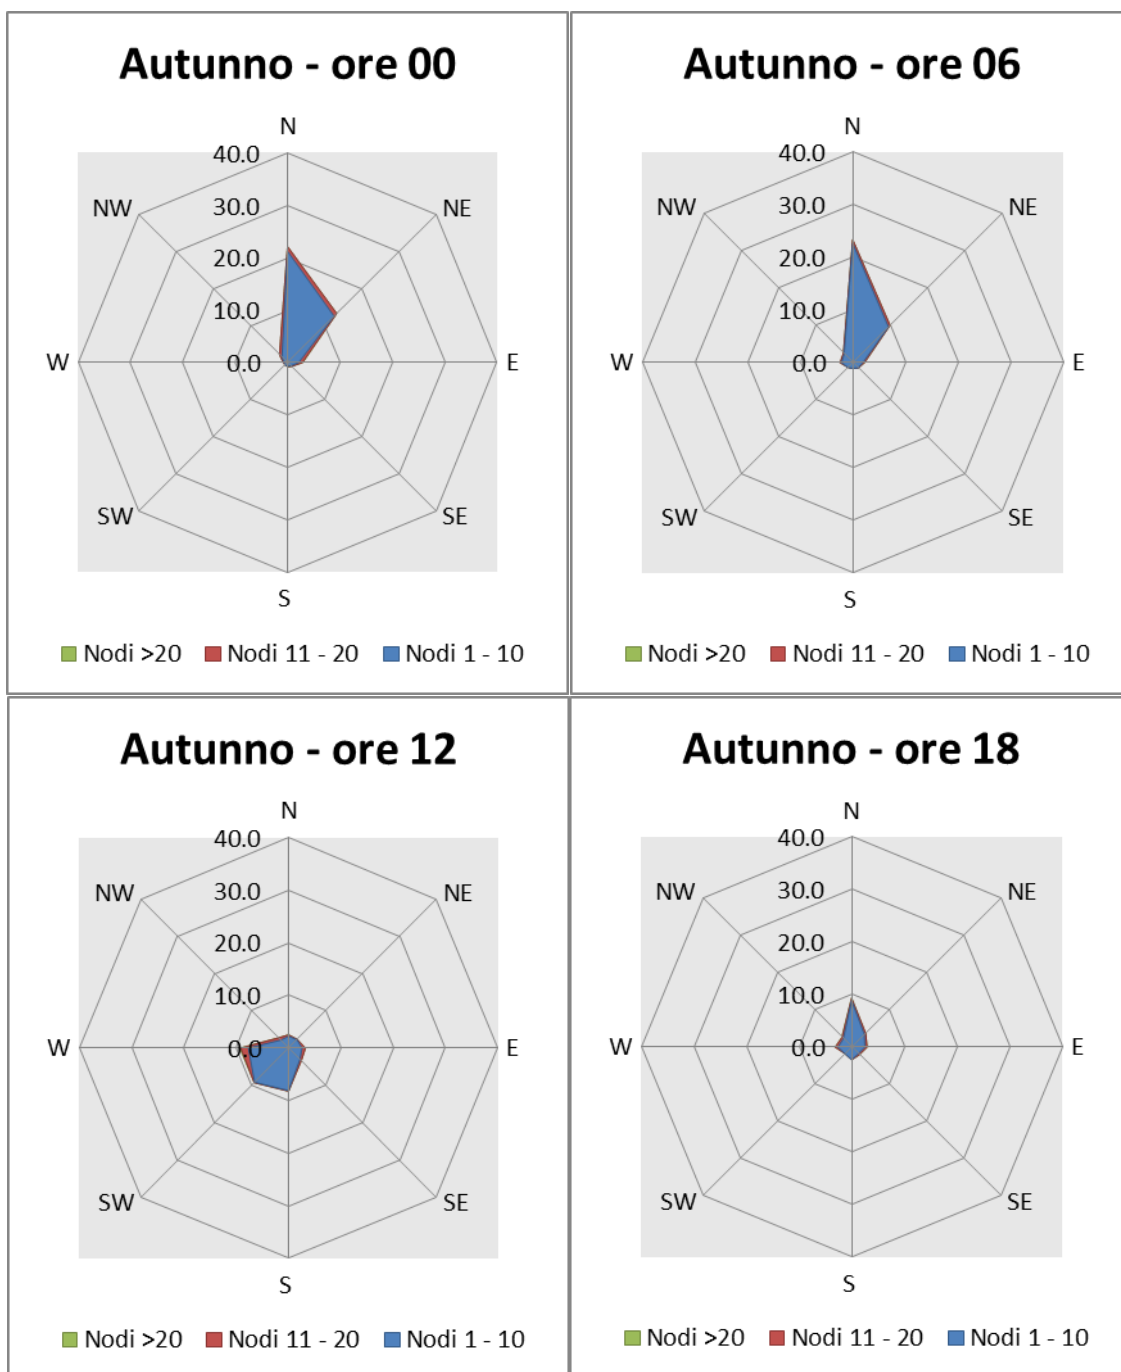 Autunno - ore 00
N
40.0
NW
NE
30.0
20.0
10.0
W
0.0
E
SW
SE
S
Nodi >20 Nodi 11 - 20 Nodi 1 - 10
Autunno - ore 06
N
40.0
NW
NE
30.0
20.0
10.0
W
0.0
E
SW
SE
S
Nodi >20 Nodi 11 - 20 Nodi 1 - 10
Autunno - ore 12
N
40.0
NW
NE
30.0
20.0
10.0
W
0.0
E
SW
SE
S
Nodi >20 Nodi 11 - 20 Nodi 1 - 10
Autunno - ore 18
N
40.0
NW
NE
30.0
20.0
10.0
W
0.0
E
SW
SE
S
Nodi >20 Nodi 11 - 20 Nodi 1 - 10